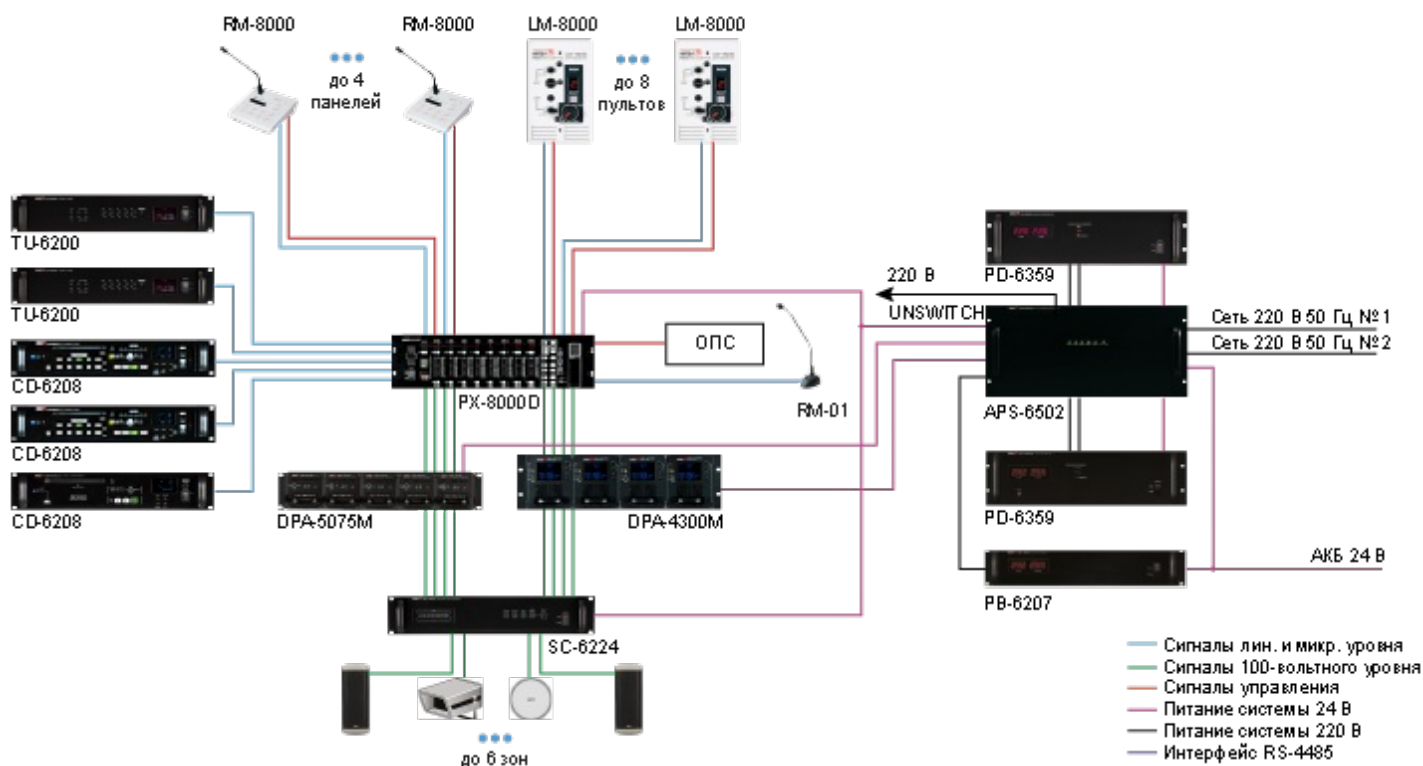 RM-8000
RM-8000
LM-8000
LM-8000
до 4
панелей
до 8
пультов
TU-6200
TU-6200
CD-6208
CD-6208
CD-6208
PX-8000D
ОПС
RM-01
220 В
UNSWITCH
PD-6359
Сеть 220 В 50 Гц №1
Сеть 220 В 50 Гц №2
APS-6502
DPA-5075M
DPA-4300M
PD-6359
АКБ 24 В
PB-6207
SC-6224
до 6 зон
Сигналы лин. и микр. уровня
Сигналы 100-вольтного уровня
Сигналы управления
Питание системы 24 В
Питание системы 220 В
Интерфейс RS-4485